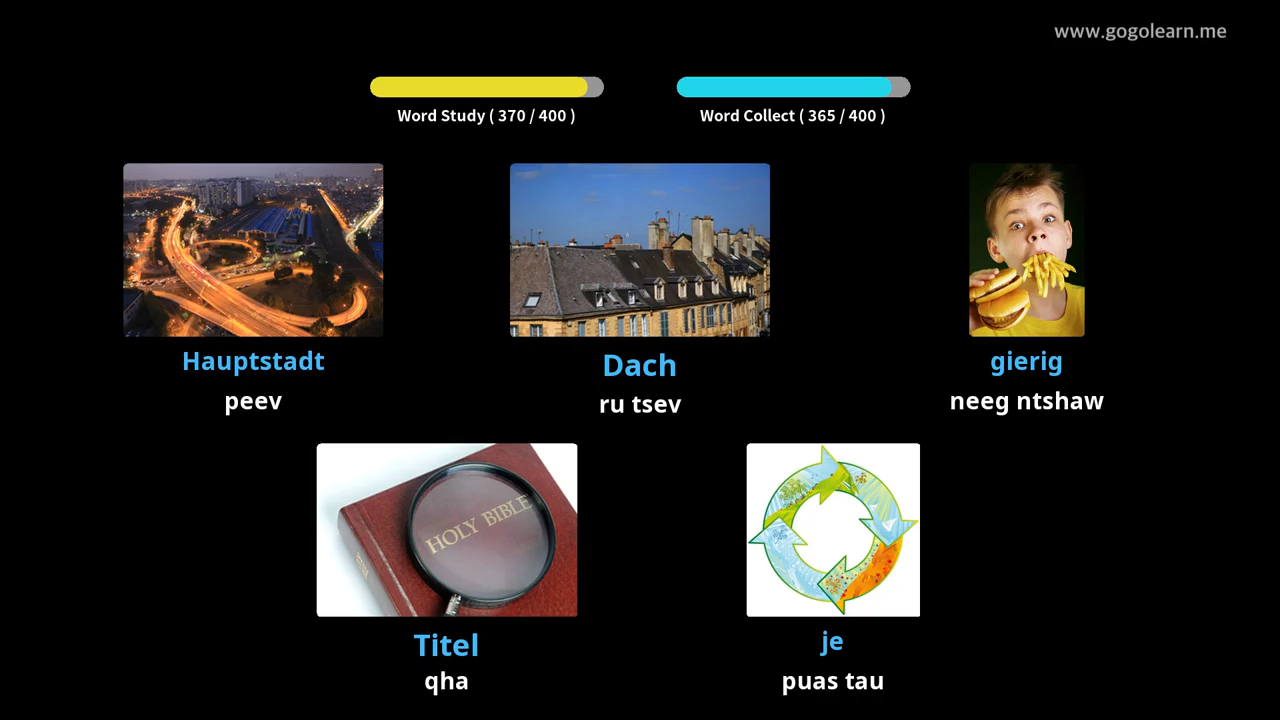 www.gogolearn.me
Word Study ( 370 / 400 )
Word Collect ( 365 / 400 )
Hauptstadt
peev
Dach
ru tsev
gierig
neeg ntshaw
HOLY BIBLE
Titel
qha
je
puas tau